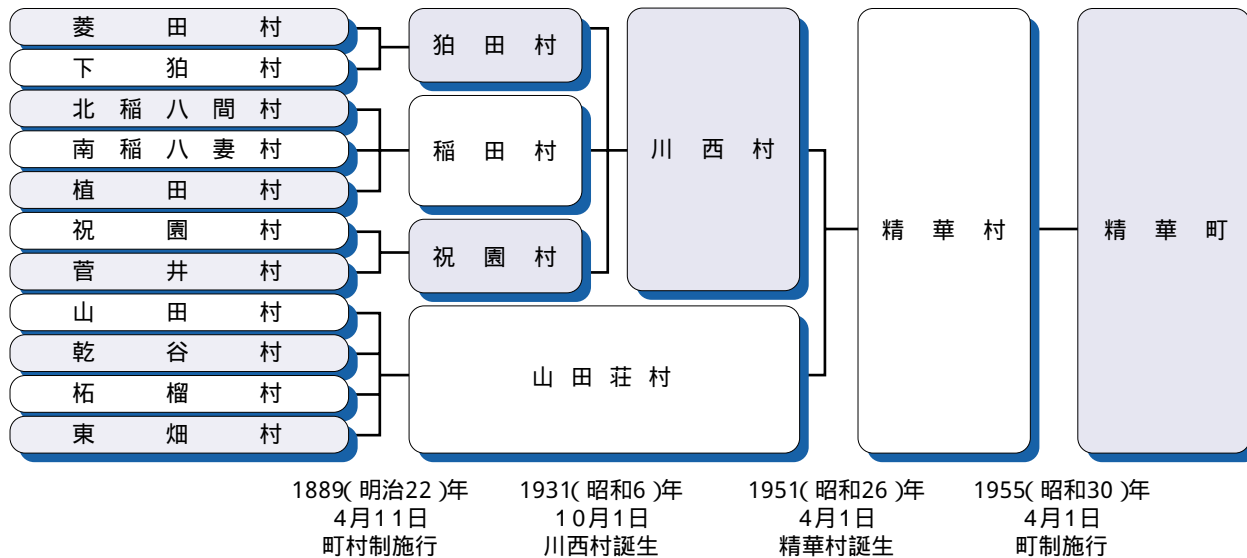 菱田村
下狛村
北稲八間村
南稲八妻村
植田村
祝園村
菅井村
山田村
乾谷村
柘榴村
東畑村
狛田村
稲田村
祝園村
山田荘村
川西村
精華村
精華町
1889(明治22)年
4月11日
町村制施行
1931(昭和6)年
10月1日
川西村誕生
1951(昭和26)年
4月1日
精華村誕生
1955(昭和30)年
4月1日
町制施行